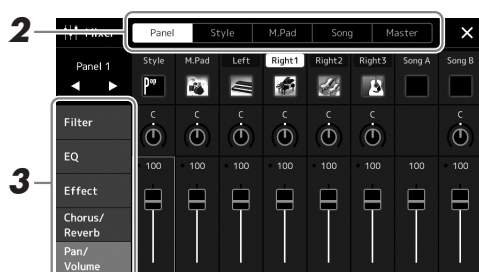 2
Mixer
Panel Style M.Pad Song Master
Panel 1
Style M.Pad Left Right1 Right2 Right3 Song A Song B
Pop
C C C C C C C
3
Filter
100 100 100 100 100 100 100 100
EQ
Effect
Chorus/
Reverb
Pan/
Volume